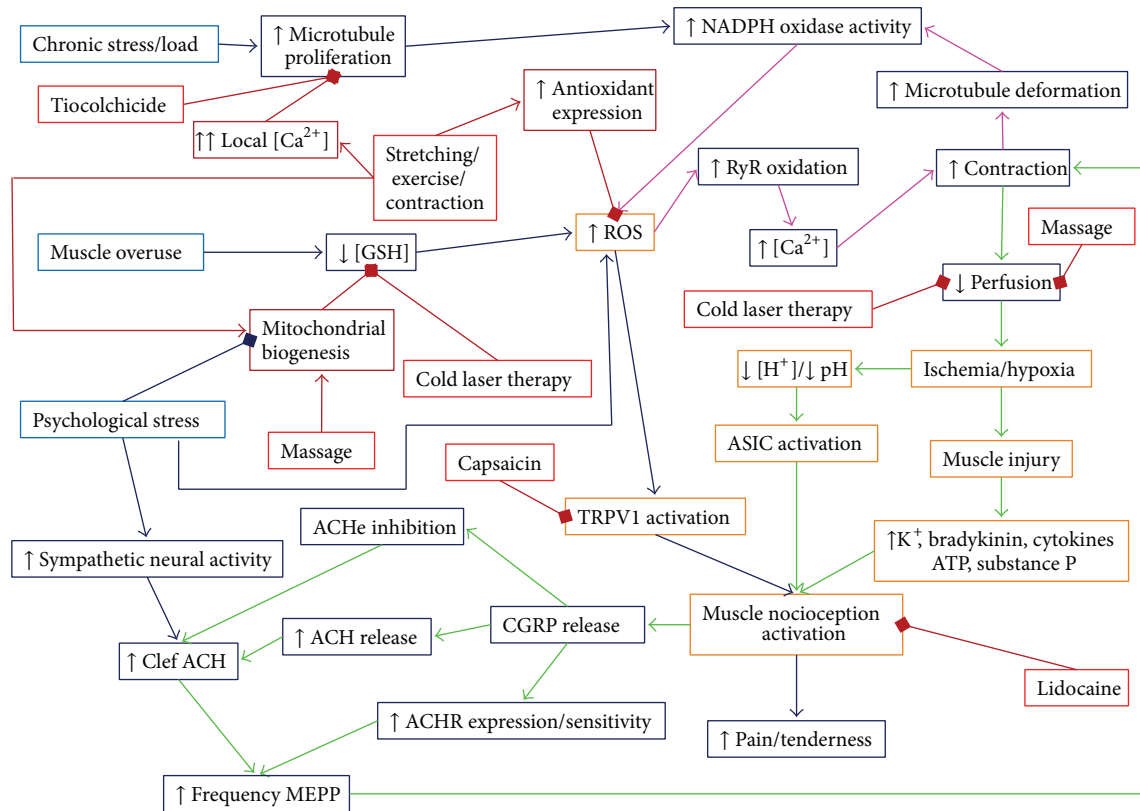 Chronic stress/load
↑ Microtubule
proliferation
↑ NADPH oxidase activity
Tiocolchicide
↑ Antioxidant
expression
↑ Microtubule deformation
↑↑ Local [Ca²⁺]
Stretching/
exercise/
contraction
↑ RyR oxidation
↑ Contraction
Muscle overuse
↓ [GSH]
↑ ROS
↑ [Ca²⁺]
Massage
↓ Perfusion
Cold laser therapy
Mitochondrial
biogenesis
Cold laser therapy
↓ [H⁺]/↓ pH
Ischemia/hypoxia
Psychological stress
Massage
ASIC activation
Muscle injury
Capsaicin
TRPV1 activation
ACHe inhibition
↑K⁺, bradykinin, cytokines
ATP, substance P
↑ Sympathetic neural activity
↑ ACH release
CGRP release
Muscle nocioception
activation
↑ Clef ACH
Lidocaine
↑ ACHR expression/sensitivity
↑ Pain/tenderness
↑ Frequency MEPP